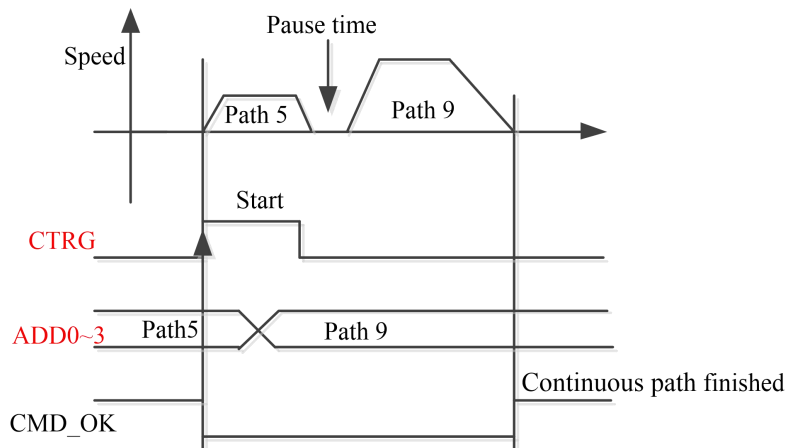 Pause time
Speed
Path 5
Path 9
Start
CTRG
ADD0~3
Path5
Path 9
Continuous path finished
CMD_OK